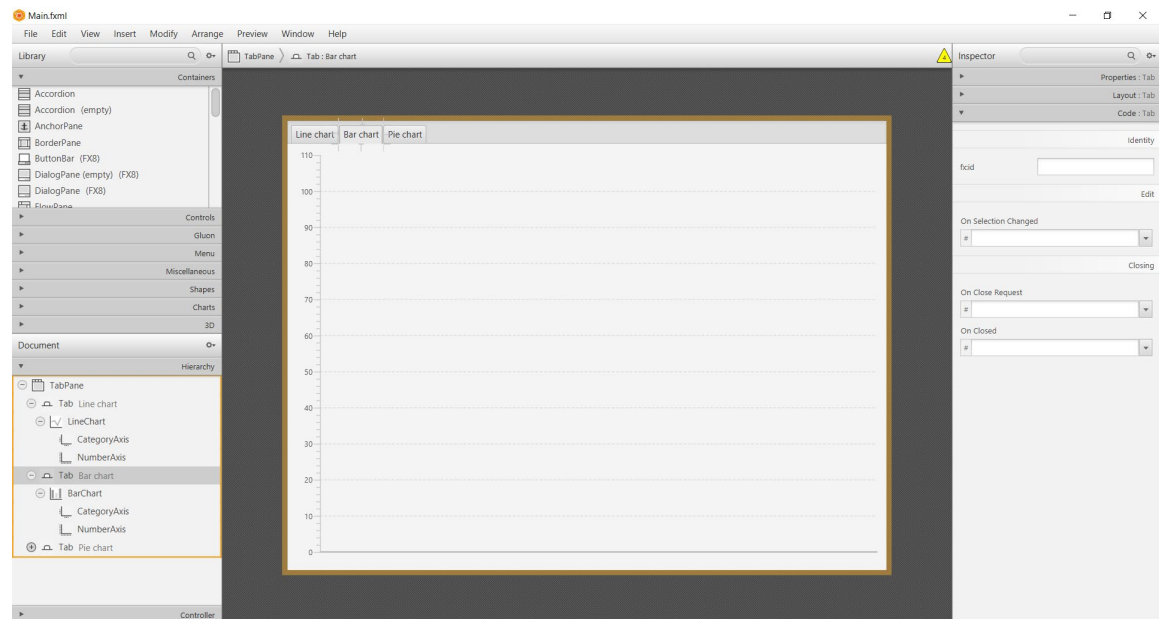 Main.fxml
File Edit View Insert Modify Arrange Preview Window Help
Library
TabPane Tab : Bar chart
4
Inspector
Containers
Accordion
Accordion (empty)
AnchorPane
BorderPane
ButtonBar (FX8)
DialogPane (empty) (FX8)
DialogPane (FX8)
FlowPane
Controls
Gluon
Menu
Miscellaneous
Shapes
Charts
3D
Document
Hierarchy
TabPane
Tab Line chart
LineChart
CategoryAxis
NumberAxis
Tab Bar chart
BarChart
CategoryAxis
NumberAxis
Tab Pie chart
Controller
Line chart Bar chart Pie chart
110
100
90
80
70
60
50
40
30
20
10
0
Properties : Tab
Layout : Tab
Code : Tab
Identity
fx:id
Edit
On Selection Changed
#
Closing
On Close Request
#
On Closed
#